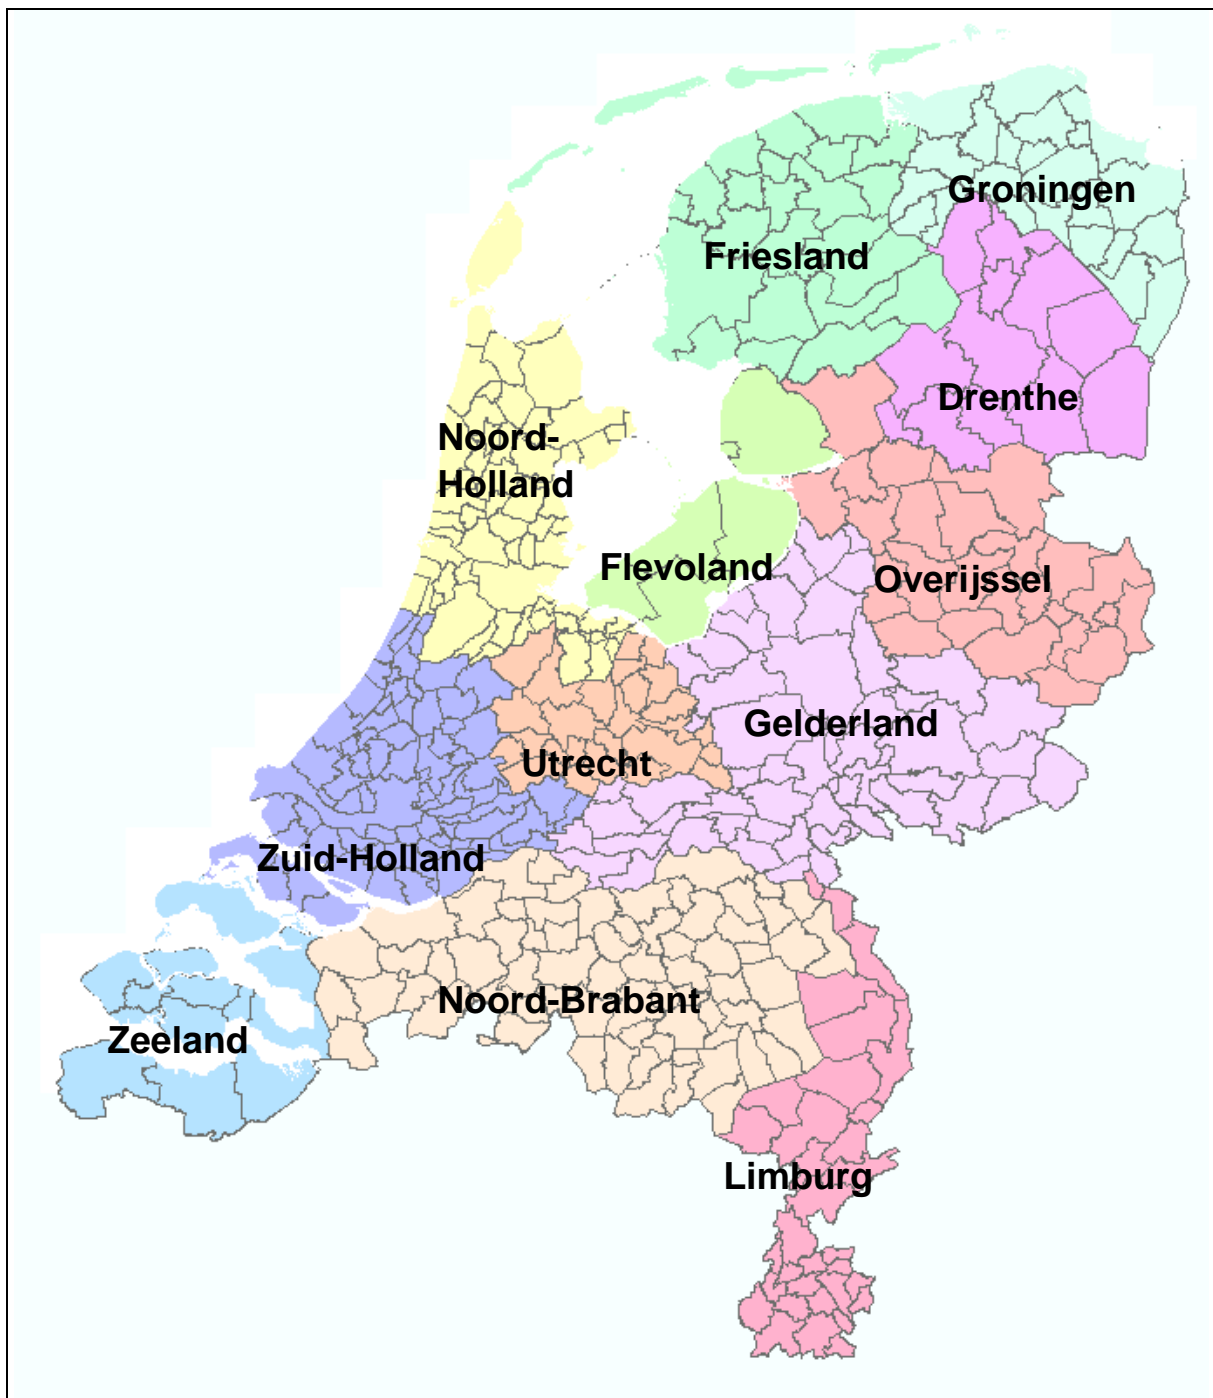 Groningen
Friesland
Drenthe
Noord-
Holland
Flevoland
Overijssel
Gelderland
Utrecht
Zuid-Holland
Noord-Brabant
Zeeland
Limburg